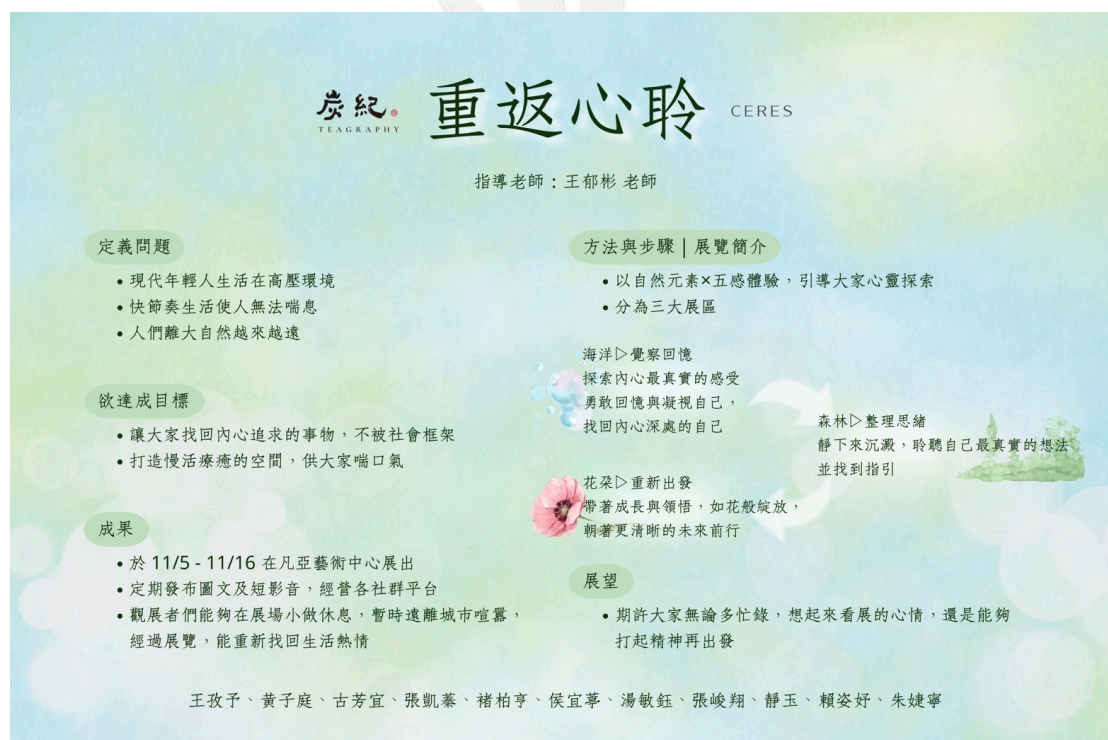 炭紀
TEAGRAPHY
重返心聆
CERES
指導老師：王郁彬 老師
定義問題
• 現代年輕人生活在高壓環境
• 快節奏生活使人無法喘息
• 人們離大自然越來越遠
欲達成目標
• 讓大家找回內心追求的事物，不被社會框架
• 打造慢活療癒的空間，供大家喘口氣
成果
• 於 11/5 - 11/16 在凡亞藝術中心展出
• 定期發布圖文及短影音，經營各社群平台
• 觀展者們能夠在展場小做休息，暫時遠離城市喧囂，
經過展覽，能重新找回生活熱情
方法與步驟 | 展覽簡介
• 以自然元素×五感體驗，引導大家心靈探索
• 分為三大展區
海洋▷覺察回憶
探索內心最真實的感受
勇敢回憶與凝視自己，
找回內心深處的自己
森林▷整理思緒
靜下來沉澱，聆聽自己最真實的想法
並找到指引
花朵▷重新出發
帶著成長與領悟，如花般綻放，
朝著更清晰的未來前行
展望
• 期許大家無論多忙錄，想起來看展的心情，還是能夠
打起精神再出發
王孜予、黃子庭、古芳宜、張凱蓁、褚柏亨、侯宜葶、湯敏鈺、張峻翔、靜玉、賴姿妤、朱婕寧